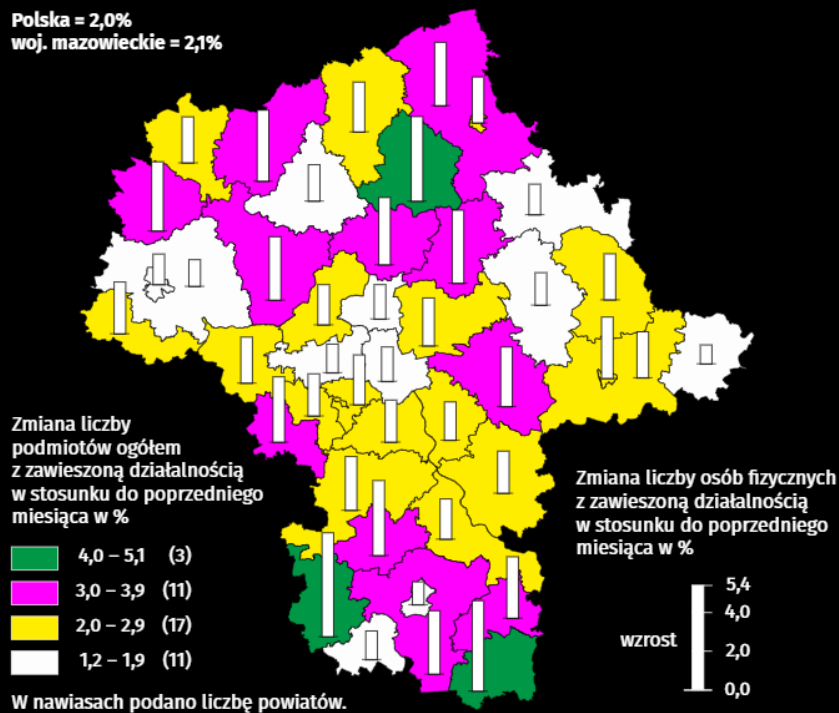 Polska = 2,0%
woj. mazowieckie = 2,1%
Zmiana liczby
podmiotów ogółem
z zawieszoną działalnością
w stosunku do poprzedniego
miesiąca w %
4,0 – 5,1 (3)
3,0 – 3,9 (11)
2,0 – 2,9 (17)
1,2 – 1,9 (11)
W nawiasach podano liczbę powiatów.
Zmiana liczby osób fizycznych
z zawieszoną działalnością
w stosunku do poprzedniego
miesiąca w %
5,4
4,0
wzrost
2,0
0,0